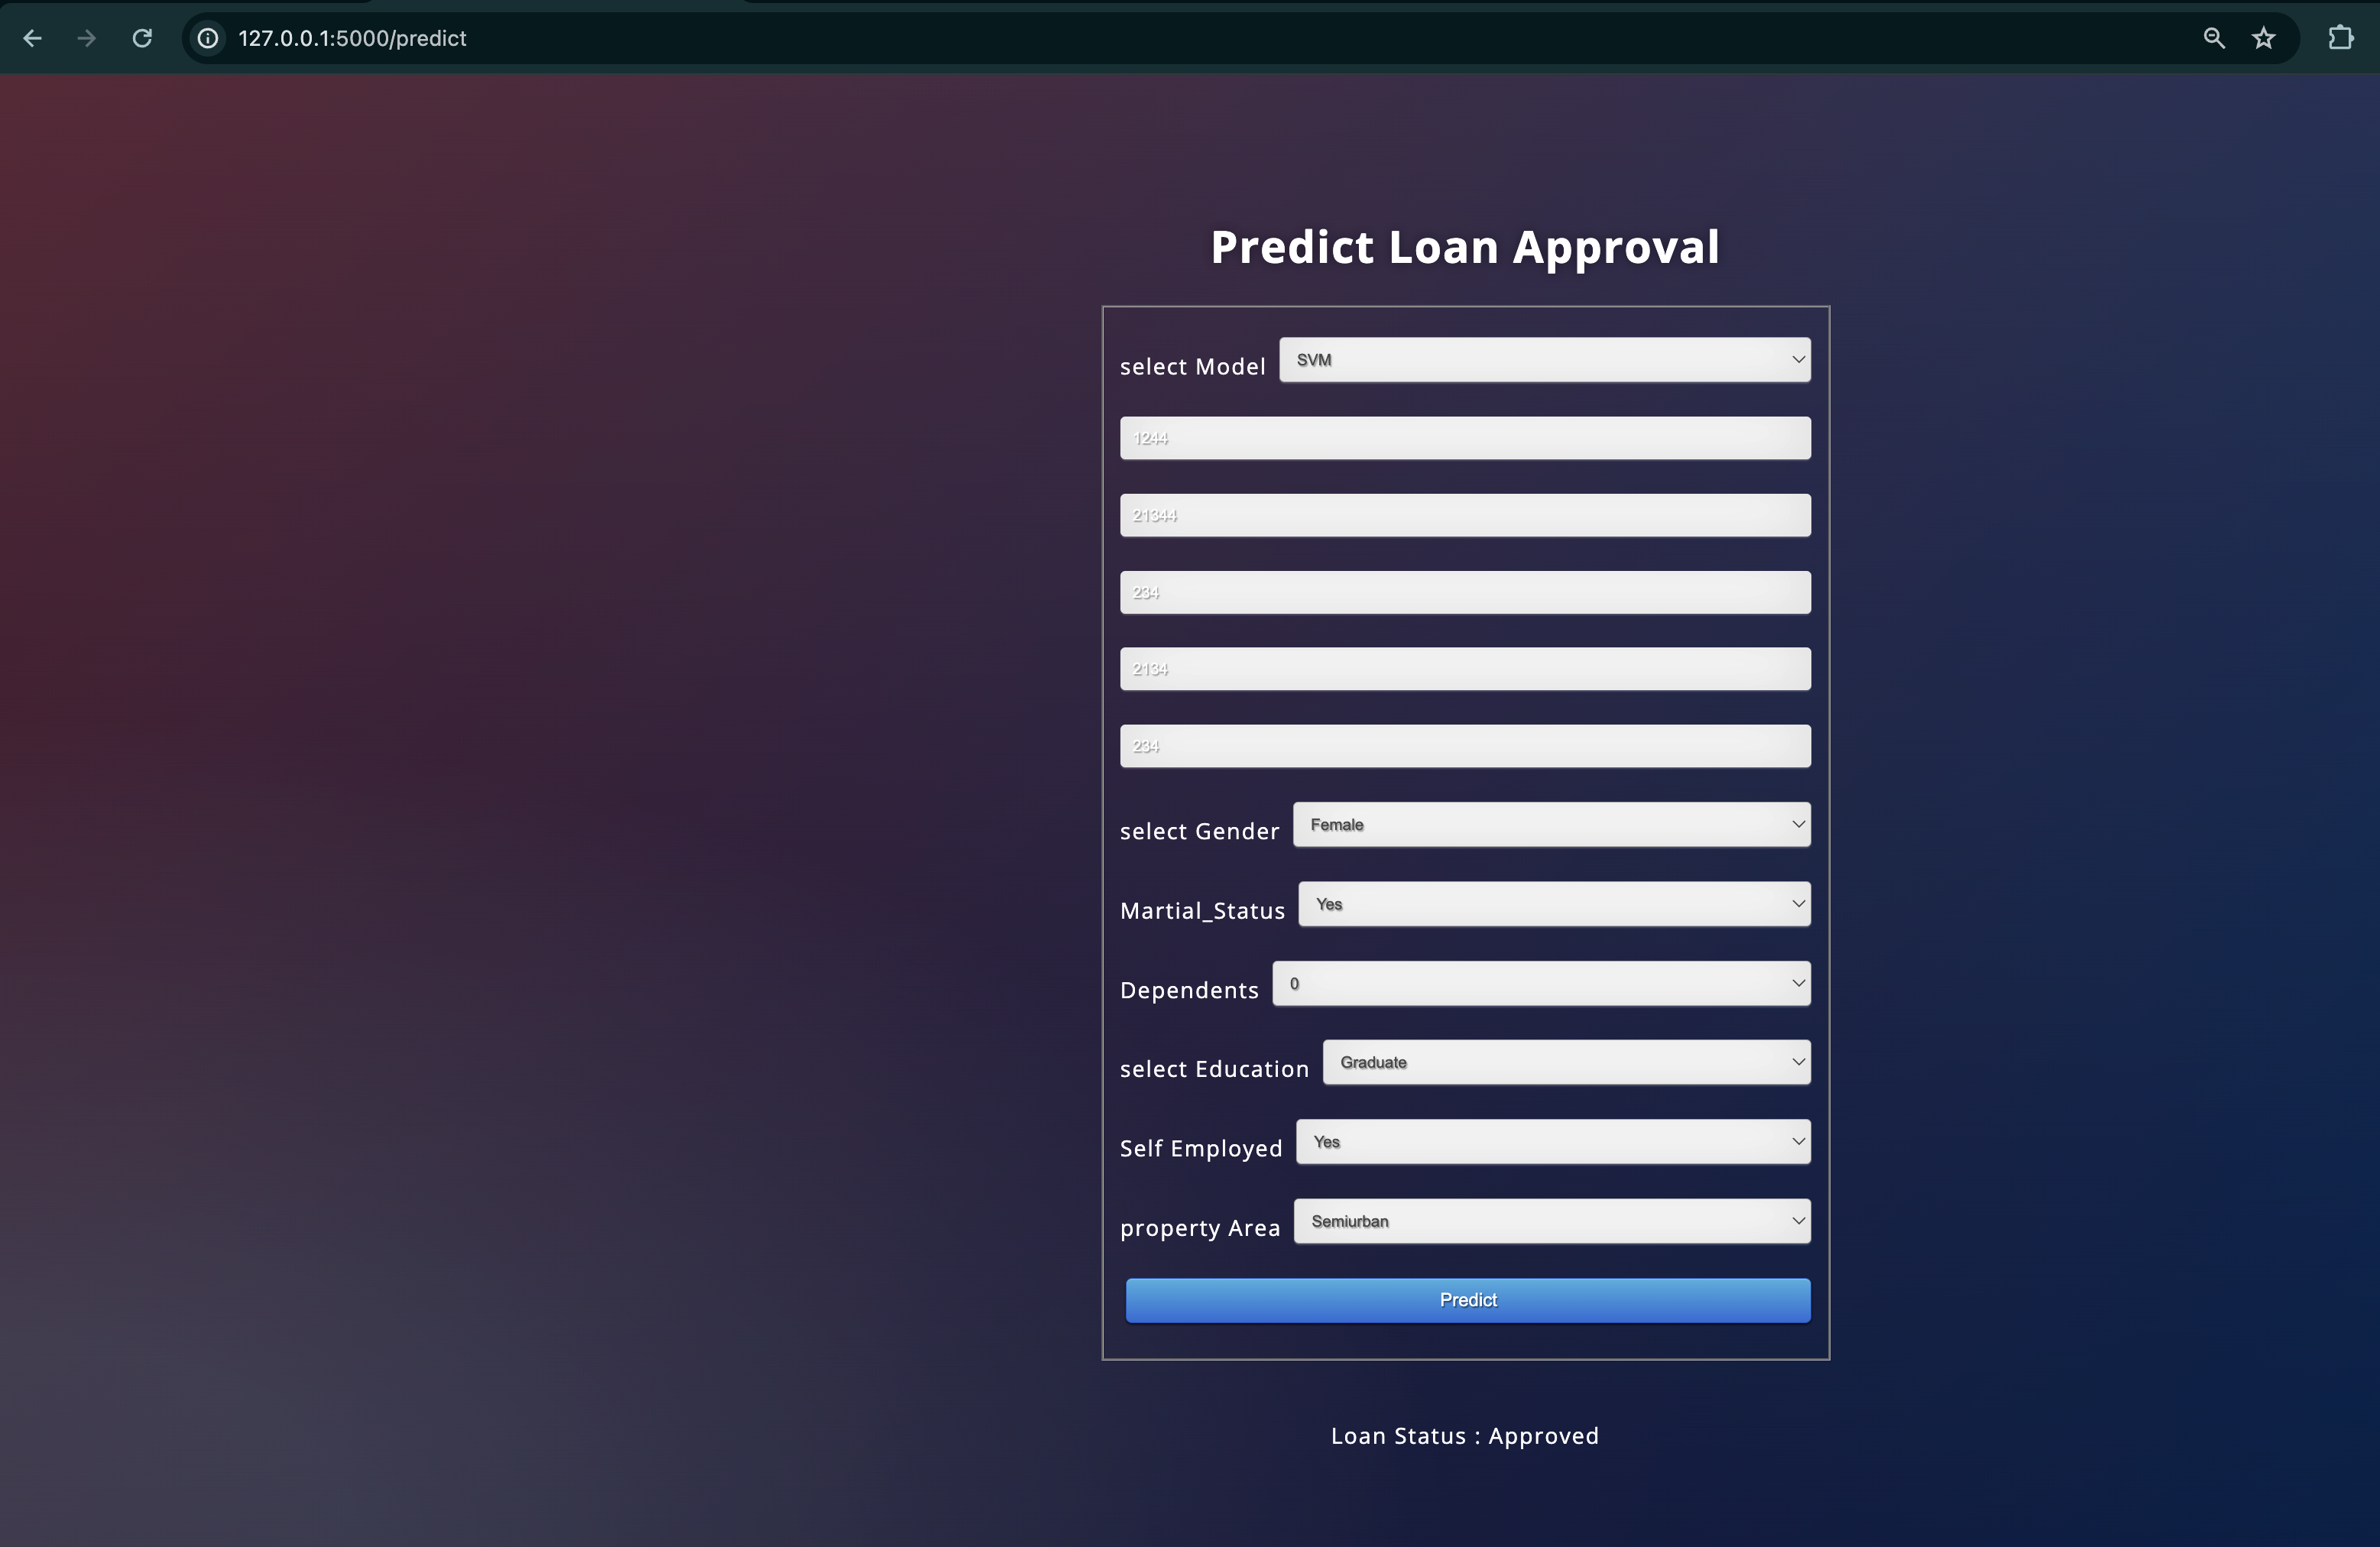 127.0.0.1:5000/predict
Predict Loan Approval
select Model SVM
1244
21344
234
2134
234
select Gender Female
Martial_Status Yes
Dependents 0
select Education Graduate
Self Employed Yes
property Area Semiurban
Predict
Loan Status : Approved